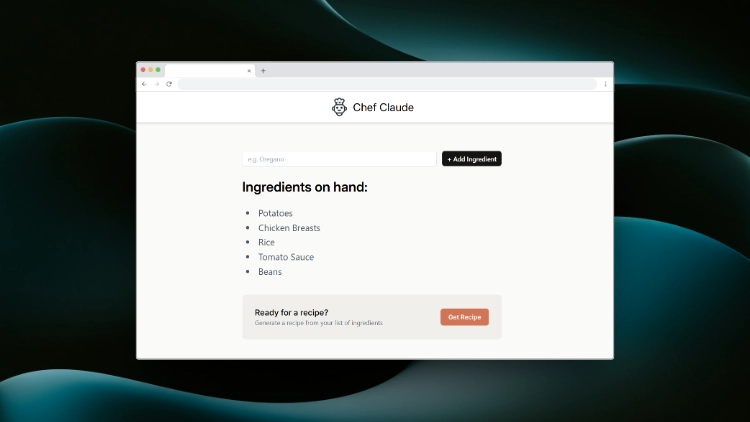 Chef Claude
e.g. Oregano
+ Add Ingredient
Ingredients on hand:
Potatoes
Chicken Breasts
Rice
Tomato Sauce
Beans
Ready for a recipe?
Generate a recipe from your list of ingredients.
Get Recipe